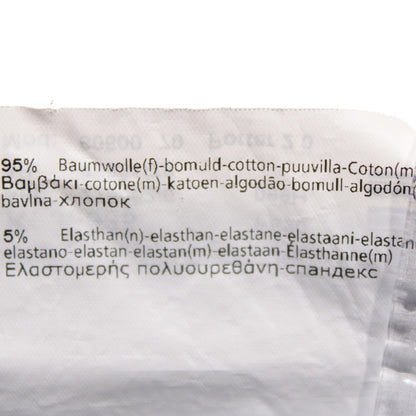 95% Baumwolle(f)-bomuld-cotton-puuvilla-Coton(m
Βαμβάκι-cotone(m)-katoen-algodão-bomull-algodón
bavlna-хлопок
5% Elasthan(n)-elasthan-elastane-elastaani-elastan
elastano-elastan-elastan(m)-elastaan-Élasthanne(m)
Ελαστομερής πολυουρεθάνη-спандекс